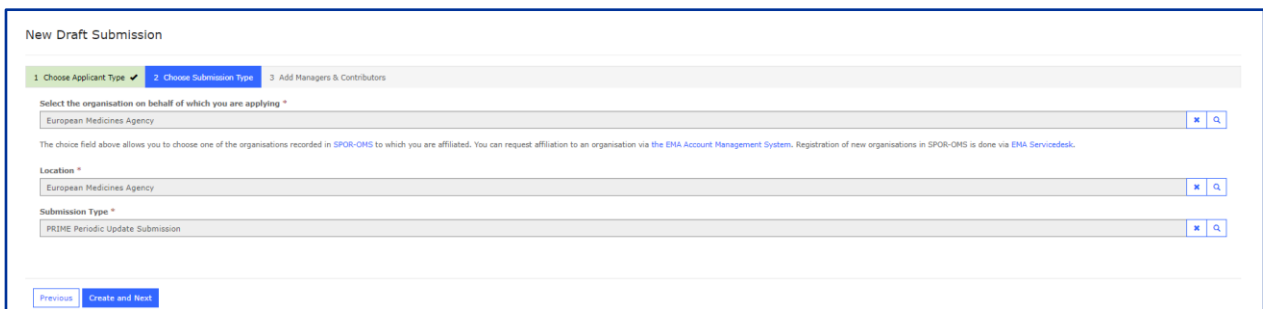 New Draft Submission
1 Choose Applicant Type ✔ 2 Choose Submission Type 3 Add Managers & Contributors
Select the organisation on behalf of which you are applying *
European Medicines Agency
The choice field above allows you to choose one of the organisations recorded in SPOR-OMS to which you are affiliated. You can request affiliation to an organisation via the EMA Account Management System. Registration of new organisations in SPOR-OMS is done via EMA Servicedesk.
Location *
European Medicines Agency
Submission Type *
PRIME Periodic Update Submission
Previous Create and Next